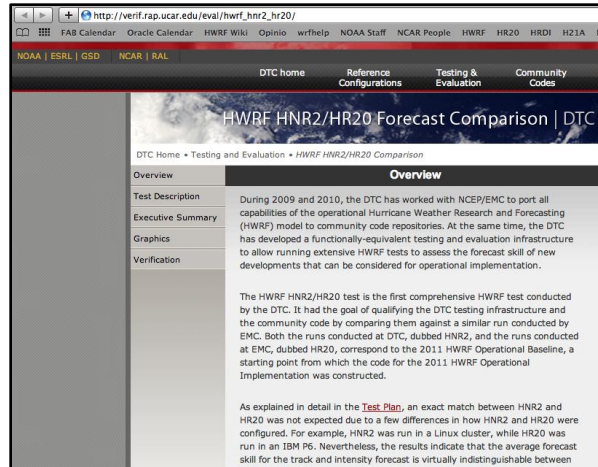 http://verif.rap.ucar.edu/eval/hwrf_hnr2_hr20/
FAB Calendar Oracle Calendar HWRF Wiki Opinio wrfhelp NOAA Staff NCAR People HWRF HR20 HRDI H21A
NOAA | ESRL | GSD NCAR | RAL
DTC home Reference Configurations Testing & Evaluation Community Codes
HWRF HNR2/HR20 Forecast Comparison | DTC
DTC Home • Testing and Evaluation • HWRF HNR2/HR20 Comparison
Overview
Test Description
Executive Summary
Graphics
Verification
Overview
During 2009 and 2010, the DTC has worked with NCEP/EMC to port all
capabilities of the operational Hurricane Weather Research and Forecasting
(HWRF) model to community code repositories. At the same time, the DTC
has developed a functionally-equivalent testing and evaluation infrastructure
to allow running extensive HWRF tests to assess the forecast skill of new
developments that can be considered for operational implementation.
The HWRF HNR2/HR20 test is the first comprehensive HWRF test conducted
by the DTC. It had the goal of qualifying the DTC testing infrastructure and
the community code by comparing them against a similar run conducted by
EMC. Both the runs conducted at DTC, dubbed HNR2, and the runs conducted
at EMC, dubbed HR20, correspond to the 2011 HWRF Operational Baseline, a
starting point from which the code for the 2011 HWRF Operational
Implementation was constructed.
As explained in detail in the Test Plan, an exact match between HNR2 and
HR20 was not expected due to a few differences in how HNR2 and HR20 were
configured. For example, HNR2 was run in a Linux cluster, while HR20 was
run in an IBM P6. Nevertheless, the results indicate that the average forecast
skill for the track and intensity forecast is virtually indistinguishable between